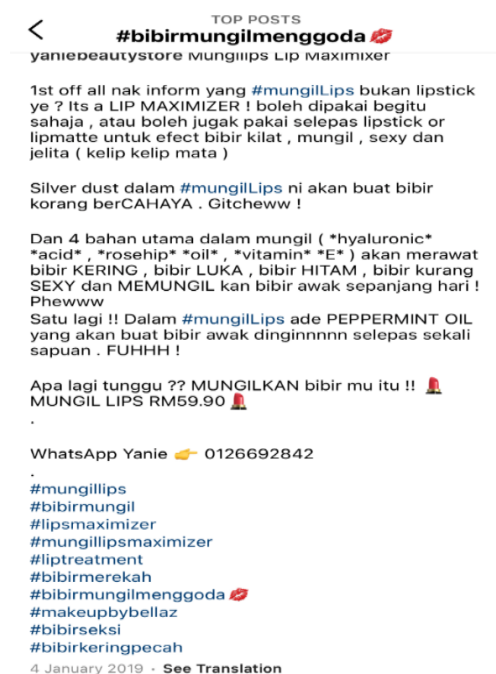 TOP POSTS
#bibirmungilmenggoda 💋
yaniebeautystore Mungillips Lip Maximixer
1st off all nak inform yang #mungilLips bukan lipstick
ye ? Its a LIP MAXIMIZER ! boleh dipakai begitu
sahaja , atau boleh jugak pakai selepas lipstick or
lipmatte untuk efect bibir kilat , mungil , sexy dan
jelita ( kelip kelip mata )
Silver dust dalam #mungilLips ni akan buat bibir
korang berCAHAYA . Gitcheww !
Dan 4 bahan utama dalam mungil ( *hyaluronic*
*acid* , *rosehip* *oil* , *vitamin* *E* ) akan merawat
bibir KERING , bibir LUKA , bibir HITAM , bibir kurang
SEXY dan MEMUNGIL kan bibir awak sepanjang hari !
Phewww
Satu lagi !! Dalam #mungilLips ade PEPPERMINT OIL
yang akan buat bibir awak dinginnnnn selepas sekali
sapuan . FUHHH !
Apa lagi tunggu ?? MUNGILKAN bibir mu itu !! 🚨
MUNGIL LIPS RM59.90 🚨
.
WhatsApp Yanie 👉 0126692842
.
#mungillips
#bibirmungil
#lipsmaximizer
#mungillipsmaximizer
#liptreatment
#bibirmerekah
#bibirmungilmenggoda 💋
#makeupbybellaz
#bibirseksi
#bibirkeringpecah
4 January 2019 · See Translation